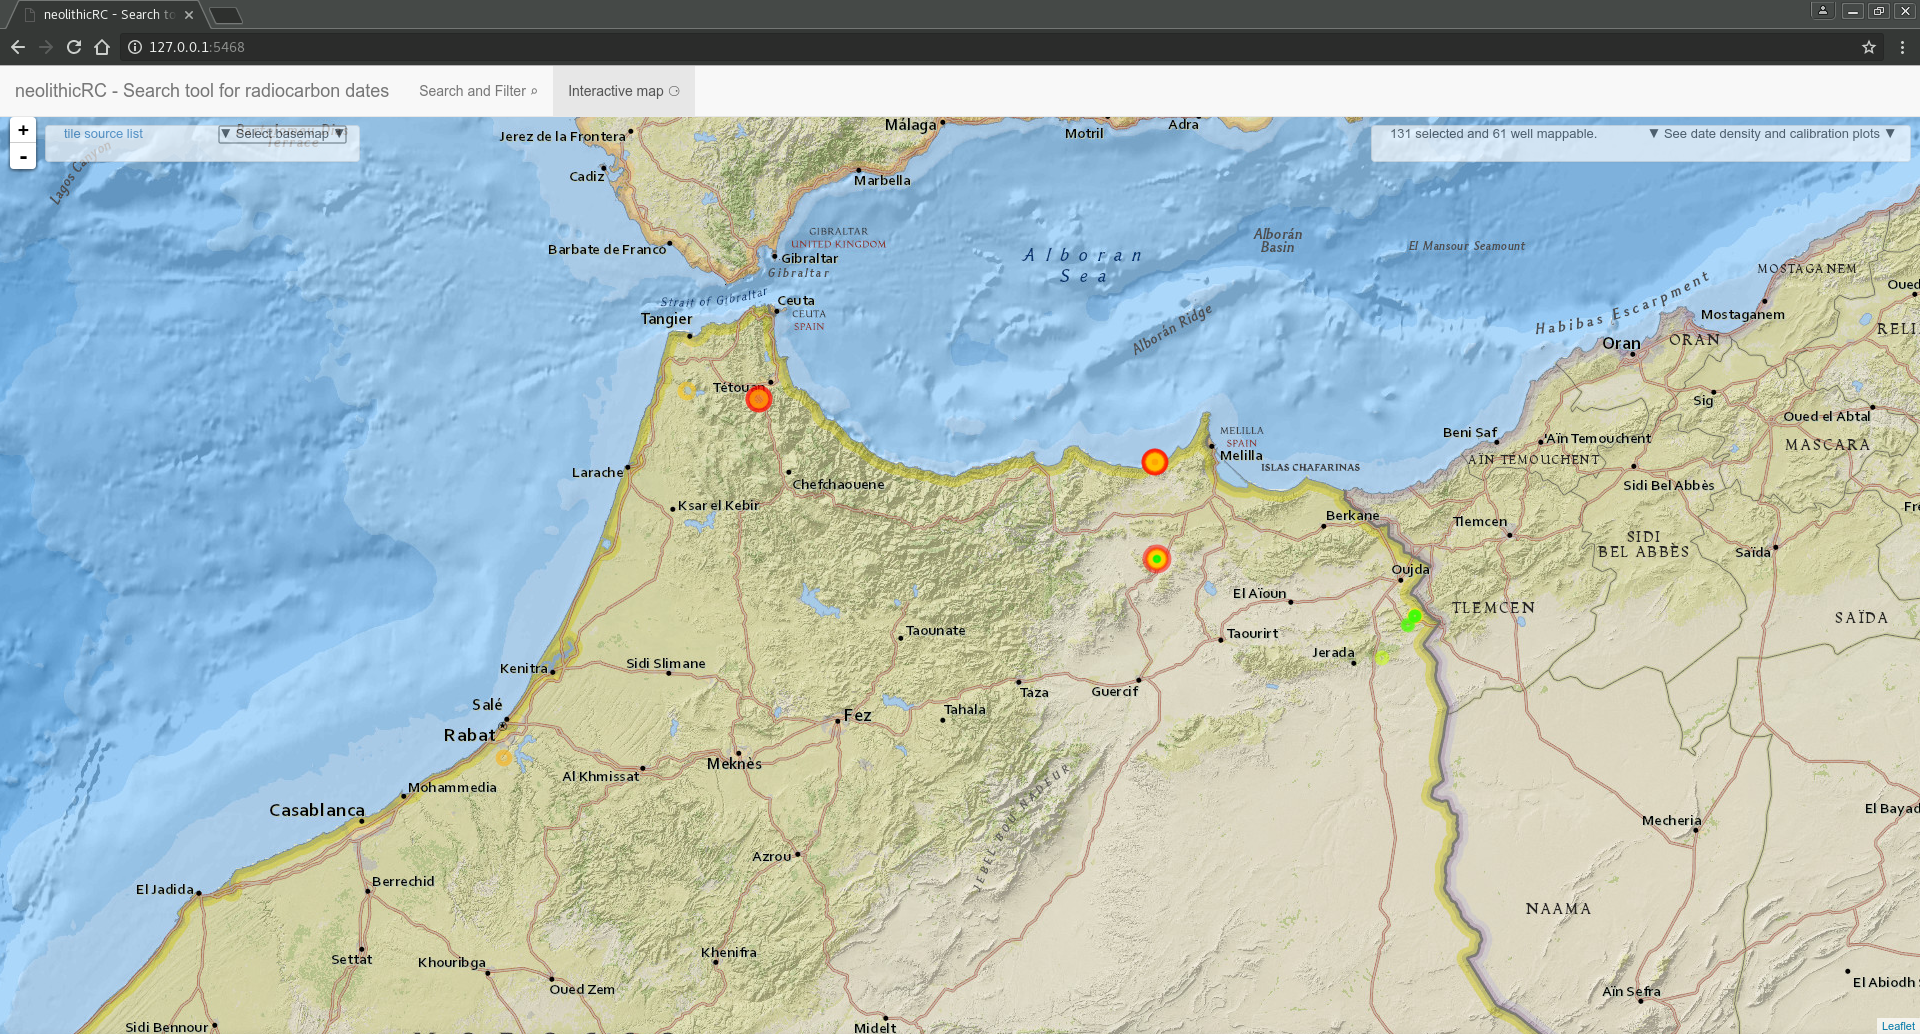 neolithicRC - Search to
127.0.0.1:5468
neolithicRC - Search tool for radiocarbon dates
Search and Filter
Interactive map
+
-
tile source list
▼ Select basemap ▼
Terrace
Lagos Canyon
131 selected and 61 well mappable.
▼ See date density and calibration plots ▼
Jerez de la Frontera
Málaga
Motril
Adra
Cadiz
Marbella
Barbate de Franco
GIBRALTAR
UNITED KINGDOM
Gibraltar
Gibraltar
Alboran
Sea
Alborán
Basin
El Mansour Seamount
MOSTAGANEM
Oued
Strait of Gibraltar
Ceuta
CEUTA
SPAIN
Tangier
Alborán Ridge
Habibas Escarpment
Mostaganem
RELI
Oran
ORAN
Tétouan
Sig
Oued el Abtal
MASCARA
MELILLA
SPAIN
Melilla
Beni Saf
'Aïn Temouchent
AÏN TEMOUCHENT
ISLAS CHAFARINAS
Larache
Chefchaouene
Sidi Bel Abbès
Ksar el Kebir
Berkane
Tlemcen
Fre
SIDI
BEL ABBÈS
Saïda
Oujda
El Aïoun
TLEMCEN
SAÏDA
Taounate
Taourirt
Jerada
Kenitra
Sidi Slimane
Taza
Guercif
Salé
Rabat
Fez
Tahala
Meknès
Al Khmissat
JEBEL BOU NADEUR
Mohammedia
Casablanca
El Bayad
Mecheria
Azrou
El Jadida
Berrechid
NAAMA
Settat
Khouribga
Khenifra
Oued Zem
Aïn Sefra
El Abiodh S
Sidi Bennour
Midelt
Leaflet